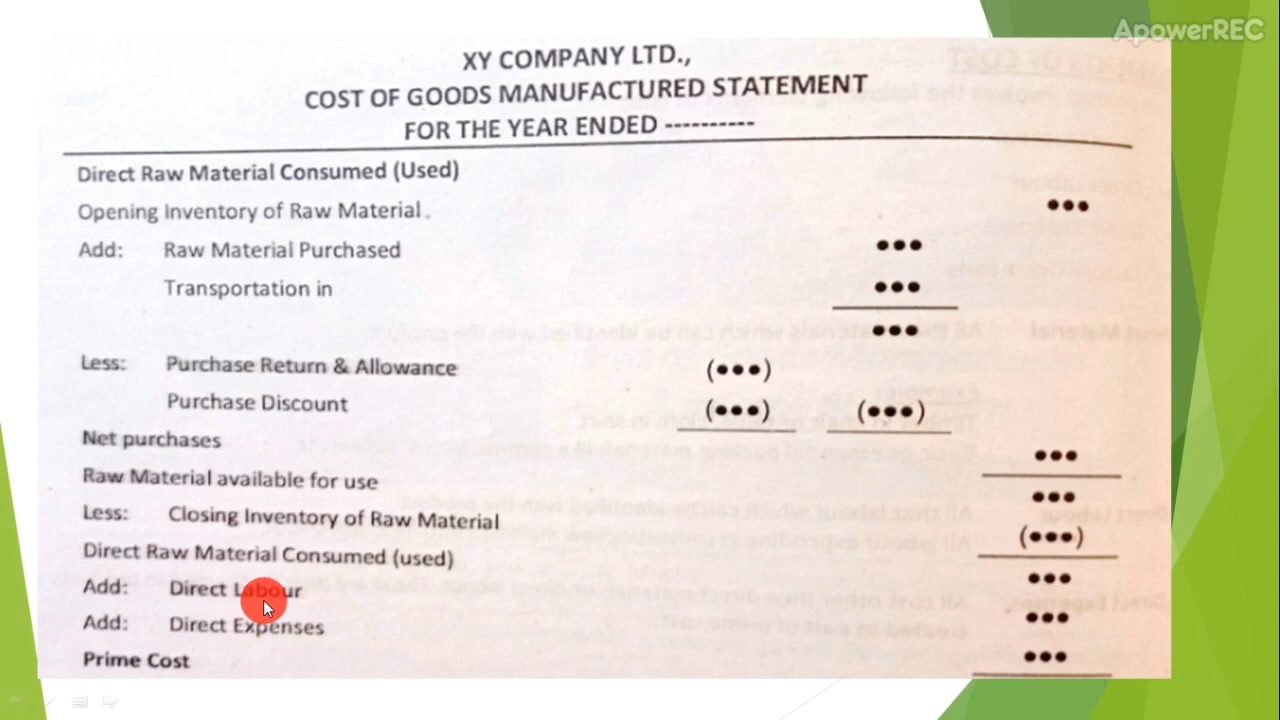 ApowerREC
XY COMPANY LTD.,
COST OF GOODS MANUFACTURED STATEMENT
FOR THE YEAR ENDED ----------
Direct Raw Material Consumed (Used)
Opening Inventory of Raw Material. •••
Add: Raw Material Purchased •••
Transportation in •••
•••
Less: Purchase Return & Allowance (•••)
Purchase Discount (•••) (•••)
Net purchases •••
Raw Material available for use •••
Less: Closing Inventory of Raw Material (•••)
Direct Raw Material Consumed (used) •••
Add: Direct Labour •••
Add: Direct Expenses •••
Prime Cost